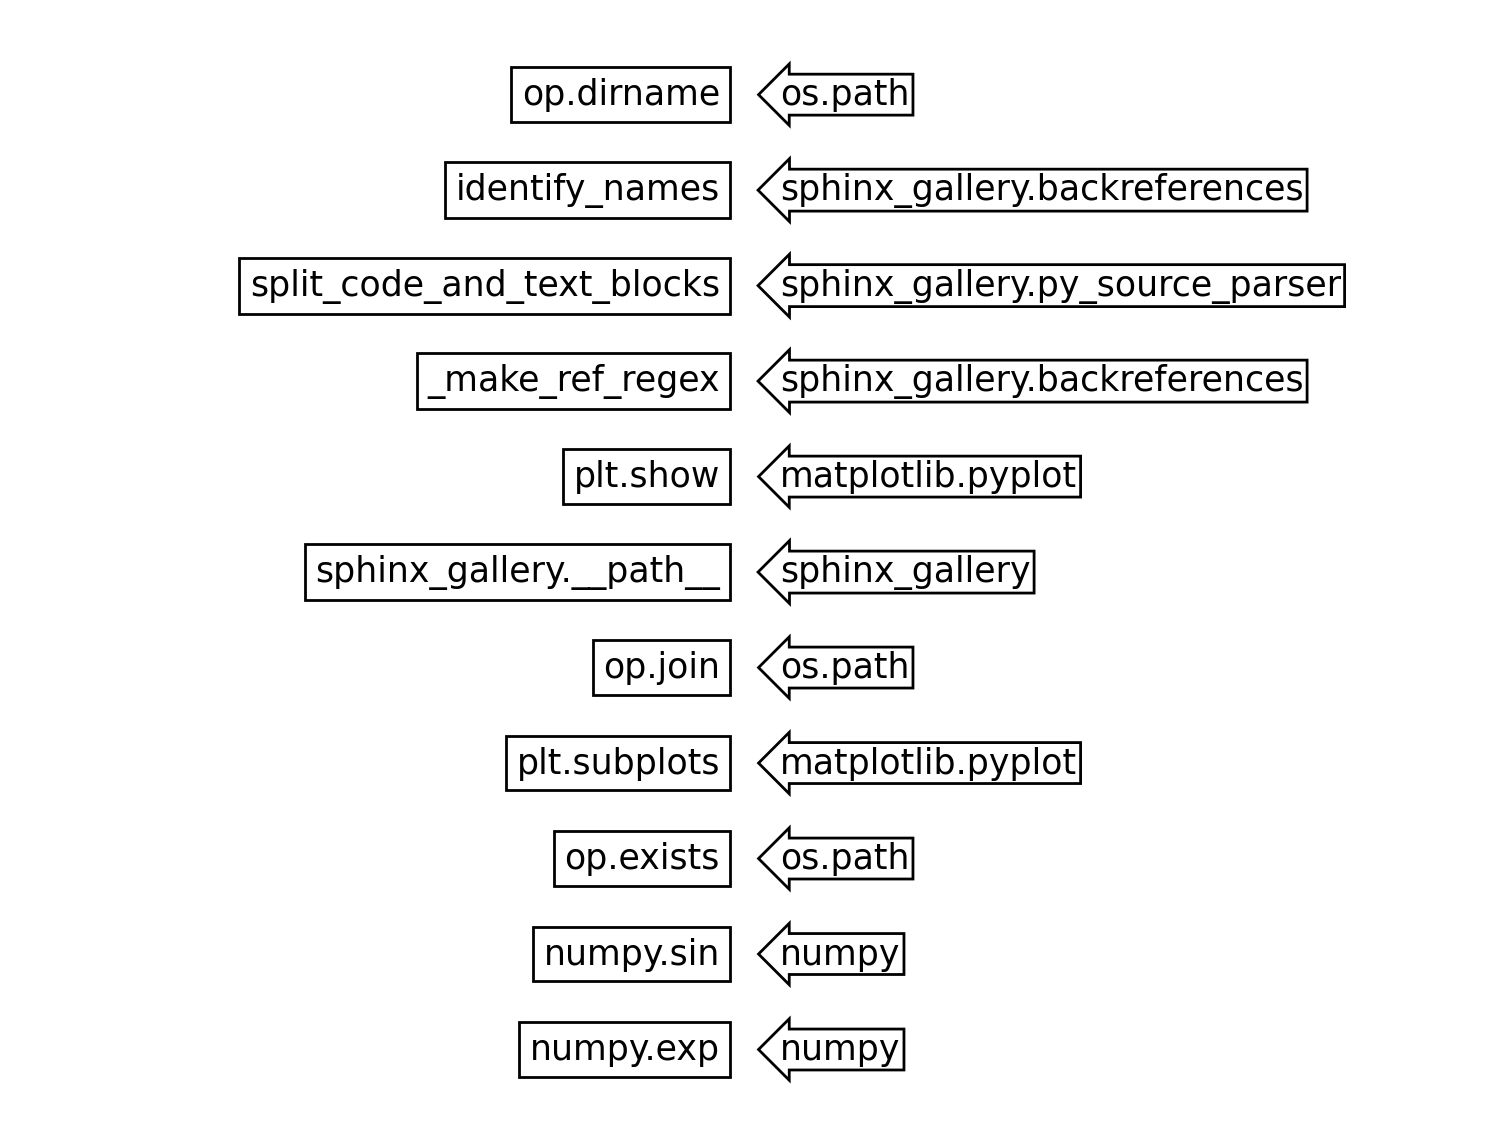 op.dirname os.path
identify_names sphinx_gallery.backreferences
split_code_and_text_blocks sphinx_gallery.py_source_parser
_make_ref_regex sphinx_gallery.backreferences
plt.show matplotlib.pyplot
sphinx_gallery.__path__ sphinx_gallery
op.join os.path
plt.subplots matplotlib.pyplot
op.exists os.path
numpy.sin numpy
numpy.exp numpy